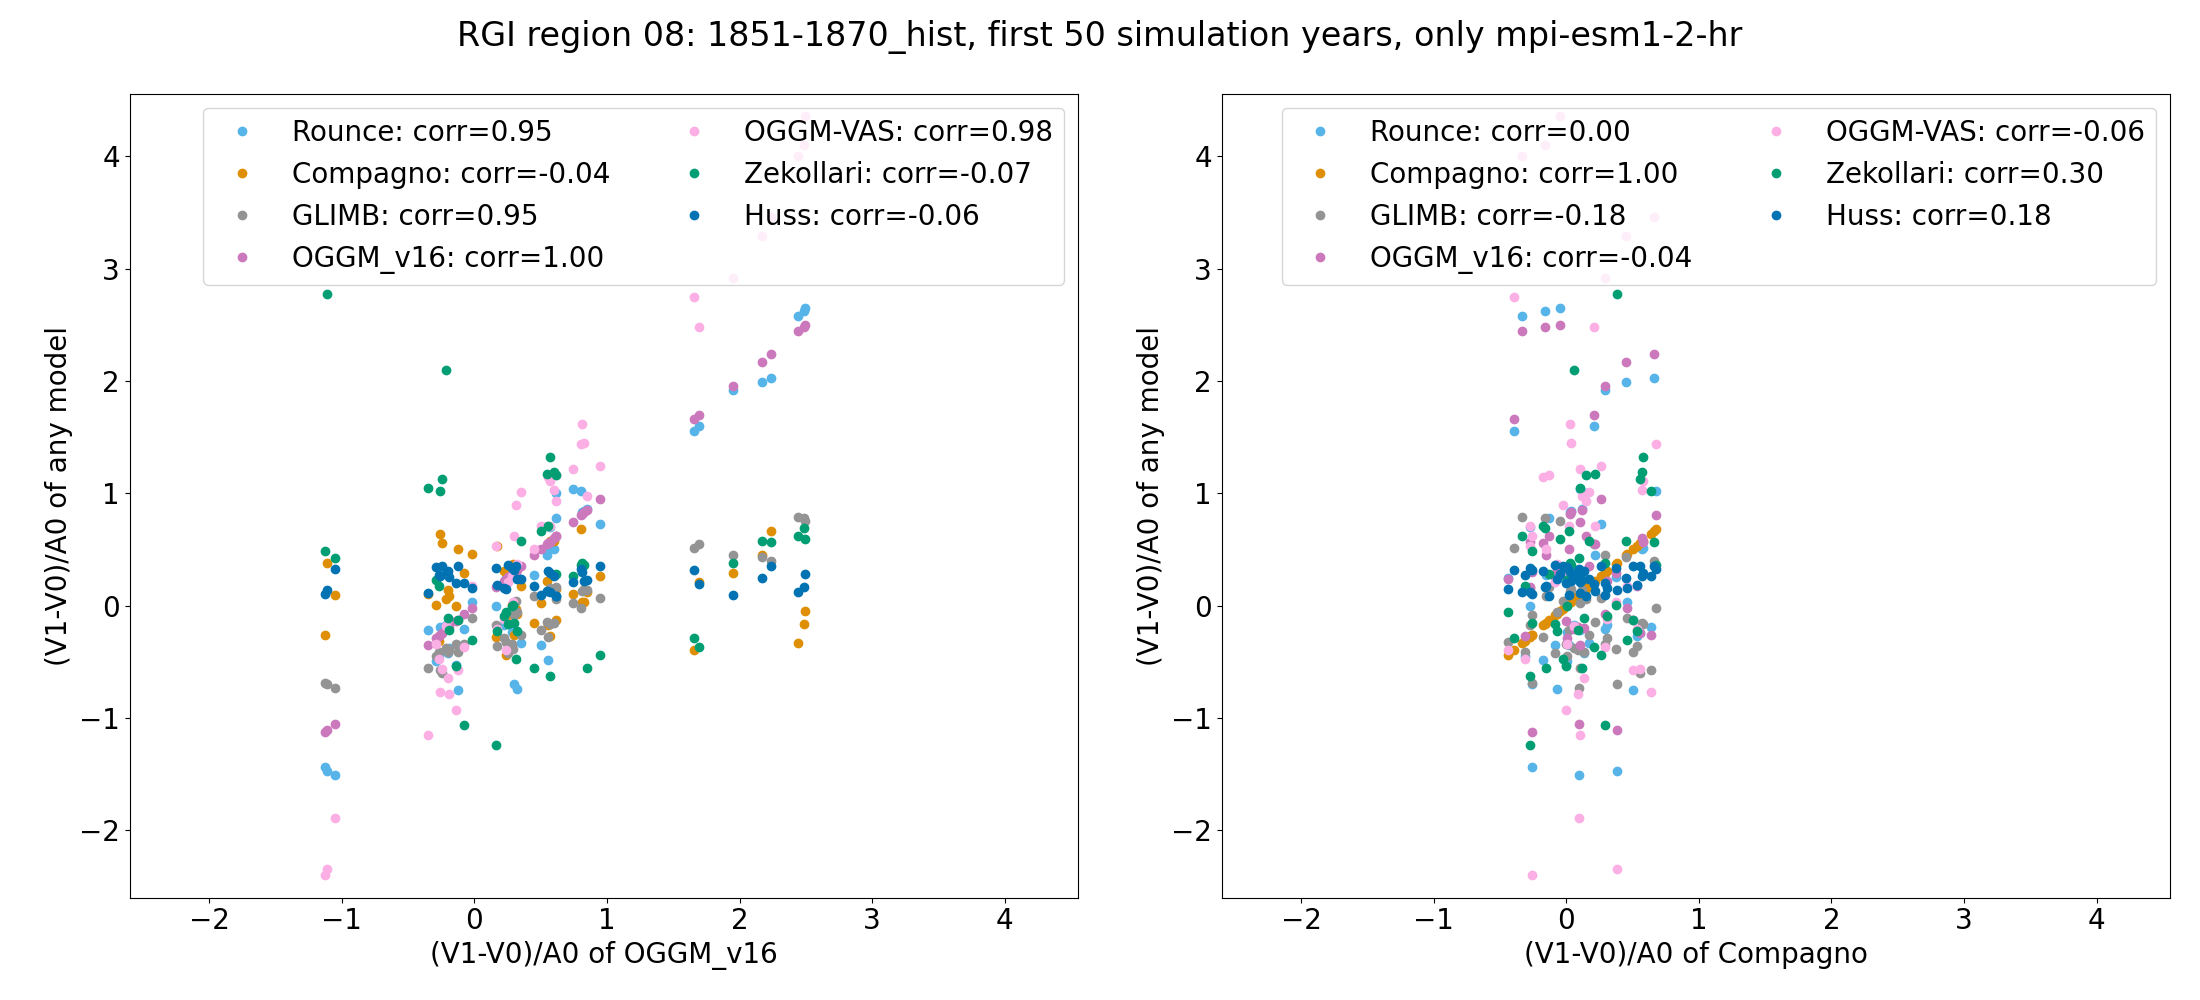 RGI region 08: 1851-1870_hist, first 50 simulation years, only mpi-esm1-2-hr
Rounce: corr=0.95
Compagno: corr=-0.04
GLIMB: corr=0.95
OGGM_v16: corr=1.00
OGGM-VAS: corr=0.98
Zekollari: corr=-0.07
Huss: corr=-0.06
(V1-V0)/A0 of any model
4
3
2
1
0
−1
−2
−2 −1 0 1 2 3 4
(V1-V0)/A0 of OGGM_v16
Rounce: corr=0.00
Compagno: corr=1.00
GLIMB: corr=-0.18
OGGM_v16: corr=-0.04
OGGM-VAS: corr=-0.06
Zekollari: corr=0.30
Huss: corr=0.18
(V1-V0)/A0 of any model
4
3
2
1
0
−1
−2
−2 −1 0 1 2 3 4
(V1-V0)/A0 of Compagno